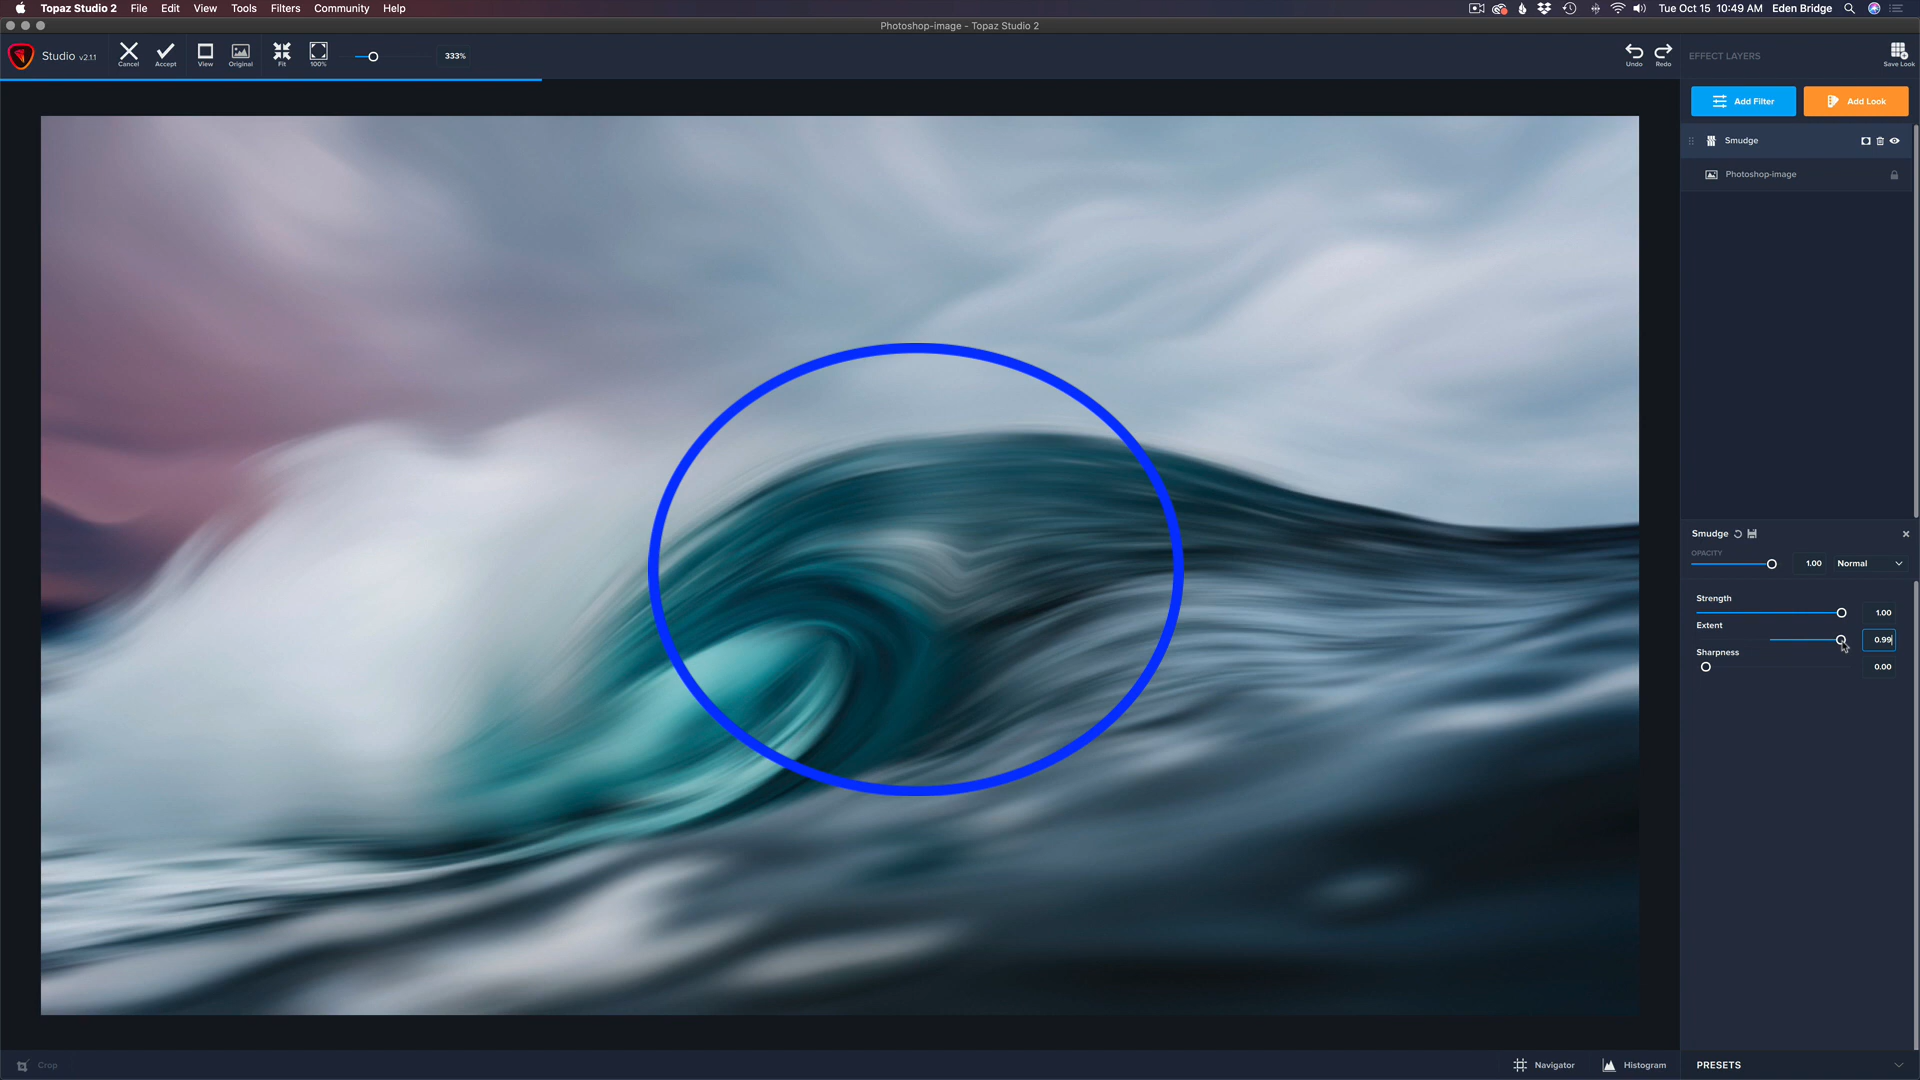 Topaz Studio 2 File Edit View Tools Filters Community Help Tue Oct 15 10:49 AM Eden Bridge
Photoshop-image - Topaz Studio 2
Studio v2.1.1 Cancel Accept View Original Fit 100% 333% Undo Redo EFFECT LAYERS Save Look
Add Filter Add Look
Smudge
Photoshop-image
Smudge
OPACITY
1.00 Normal
Strength
1.00
Extent
0.99
Sharpness
0.00
Crop Navigator Histogram PRESETS